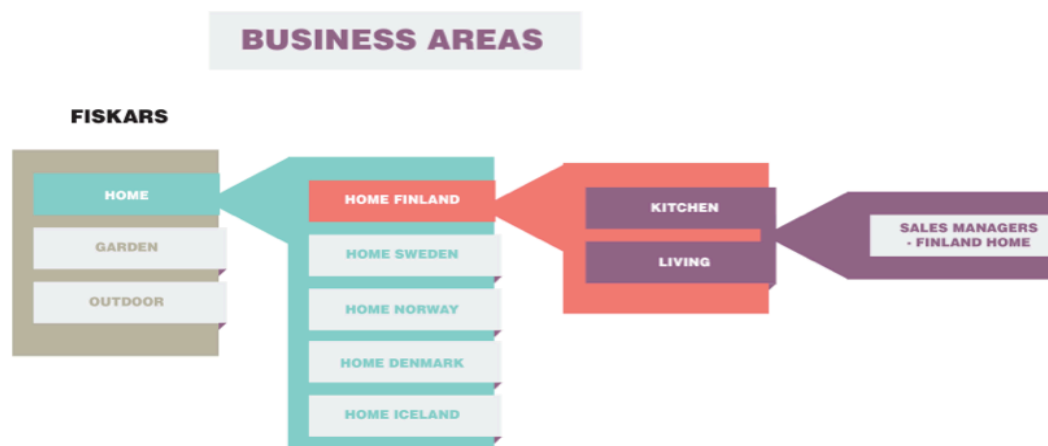 BUSINESS AREAS
FISKARS
HOME
GARDEN
OUTDOOR
HOME FINLAND
HOME SWEDEN
HOME NORWAY
HOME DENMARK
HOME ICELAND
KITCHEN
LIVING
SALES MANAGERS
- FINLAND HOME